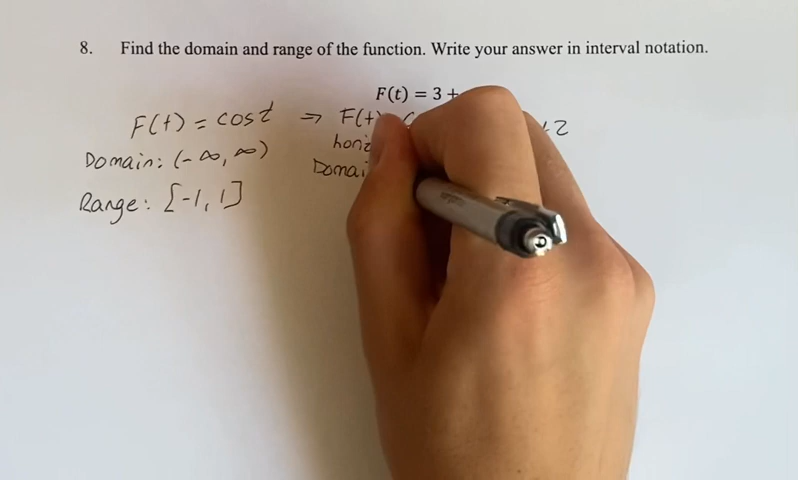 8. Find the domain and range of the function. Write your answer in interval notation.
F(t) = 3 +
F(t) = cos t ⇒ F(t)
Domain: (-∞, ∞)
Range: [-1, 1]